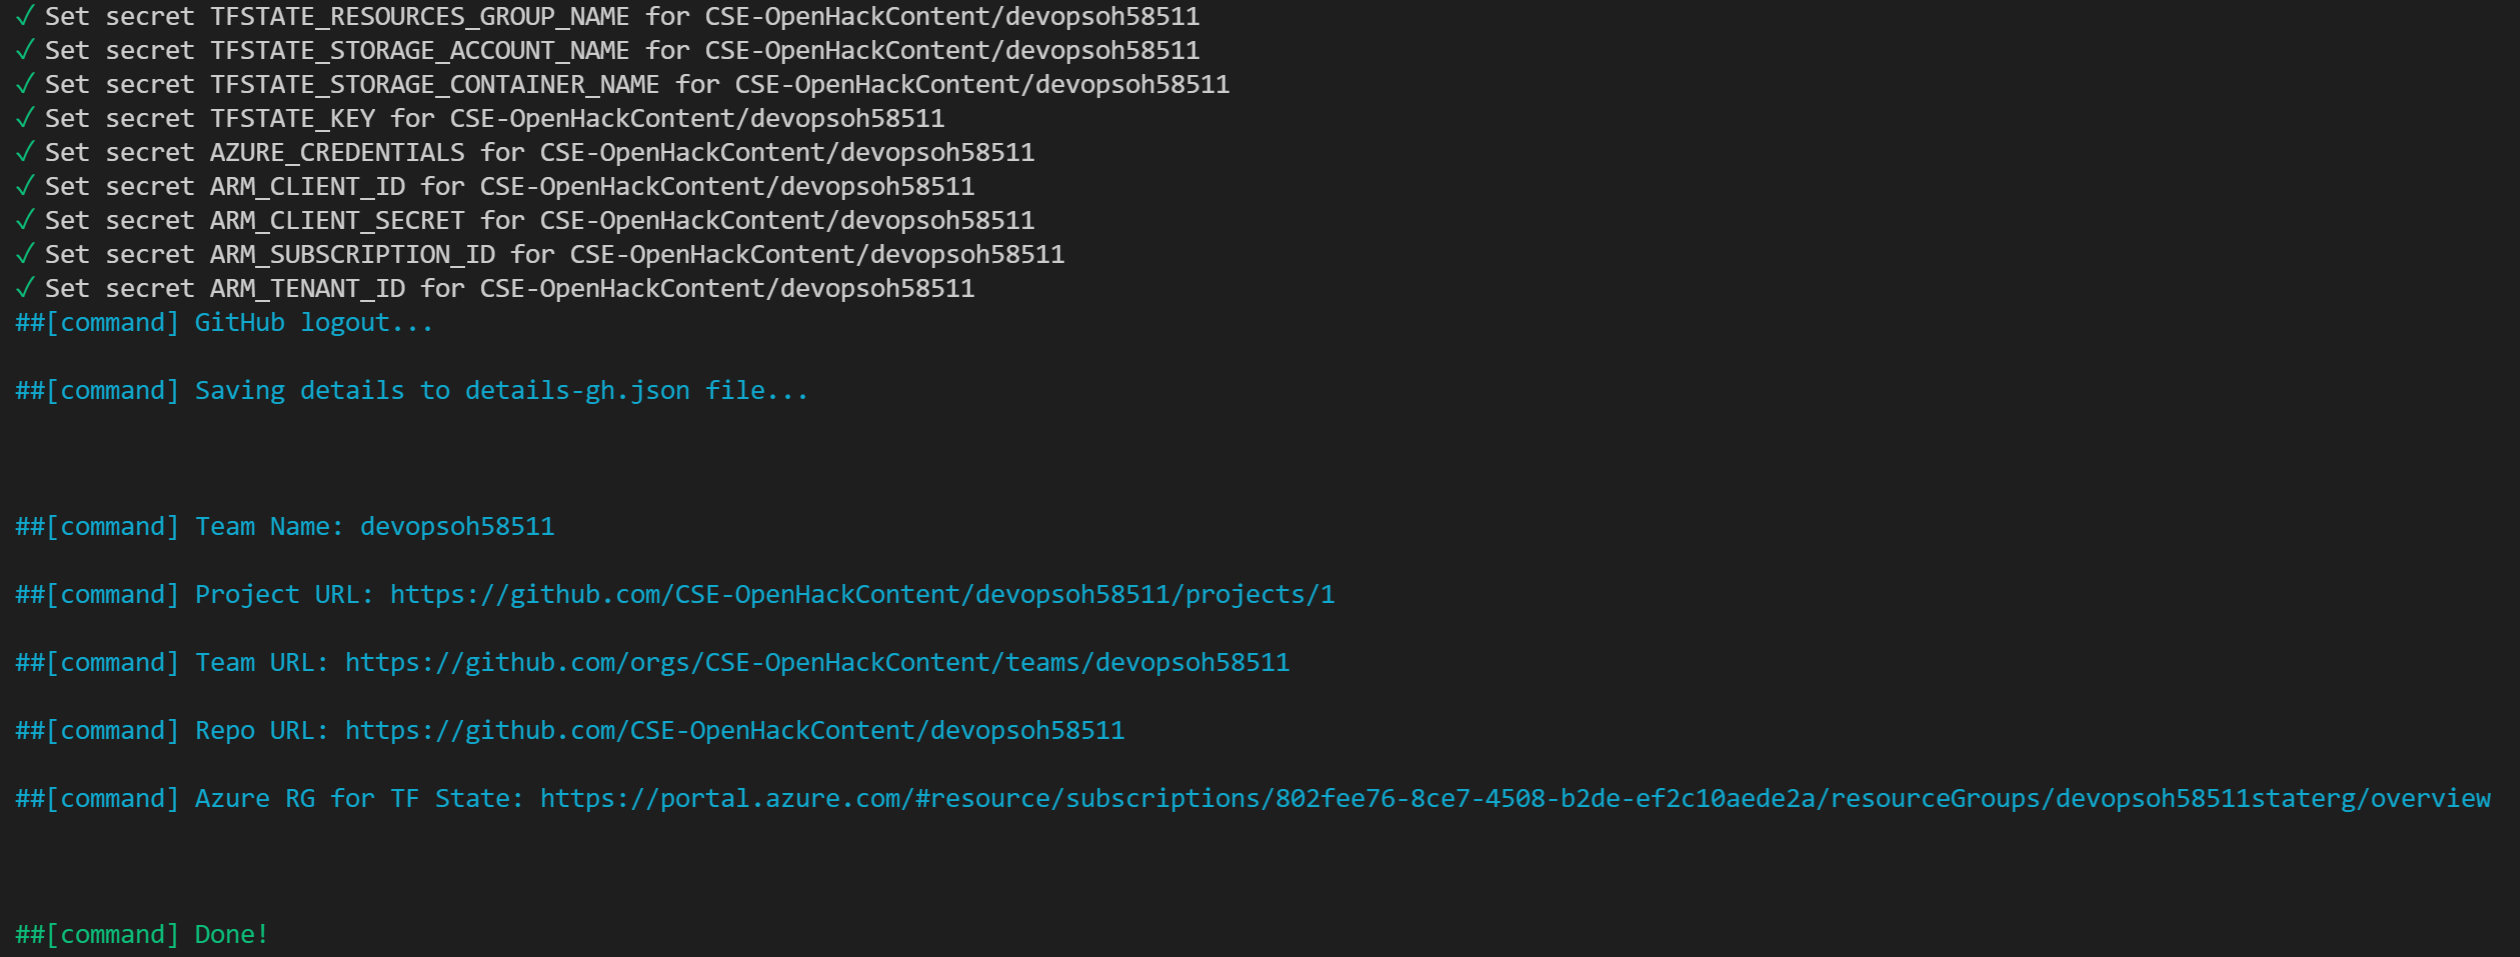 ✓ Set secret TFSTATE_RESOURCES_GROUP_NAME for CSE-OpenHackContent/devopsoh58511
✓ Set secret TFSTATE_STORAGE_ACCOUNT_NAME for CSE-OpenHackContent/devopsoh58511
✓ Set secret TFSTATE_STORAGE_CONTAINER_NAME for CSE-OpenHackContent/devopsoh58511
✓ Set secret TFSTATE_KEY for CSE-OpenHackContent/devopsoh58511
✓ Set secret AZURE_CREDENTIALS for CSE-OpenHackContent/devopsoh58511
✓ Set secret ARM_CLIENT_ID for CSE-OpenHackContent/devopsoh58511
✓ Set secret ARM_CLIENT_SECRET for CSE-OpenHackContent/devopsoh58511
✓ Set secret ARM_SUBSCRIPTION_ID for CSE-OpenHackContent/devopsoh58511
✓ Set secret ARM_TENANT_ID for CSE-OpenHackContent/devopsoh58511
##[command] GitHub logout...
##[command] Saving details to details-gh.json file...
##[command] Team Name: devopsoh58511
##[command] Project URL: https://github.com/CSE-OpenHackContent/devopsoh58511/projects/1
##[command] Team URL: https://github.com/orgs/CSE-OpenHackContent/teams/devopsoh58511
##[command] Repo URL: https://github.com/CSE-OpenHackContent/devopsoh58511
##[command] Azure RG for TF State: https://portal.azure.com/#resource/subscriptions/802fee76-8ce7-4508-b2de-ef2c10aede2a/resourceGroups/devopsoh58511staterg/overview
##[command] Done!